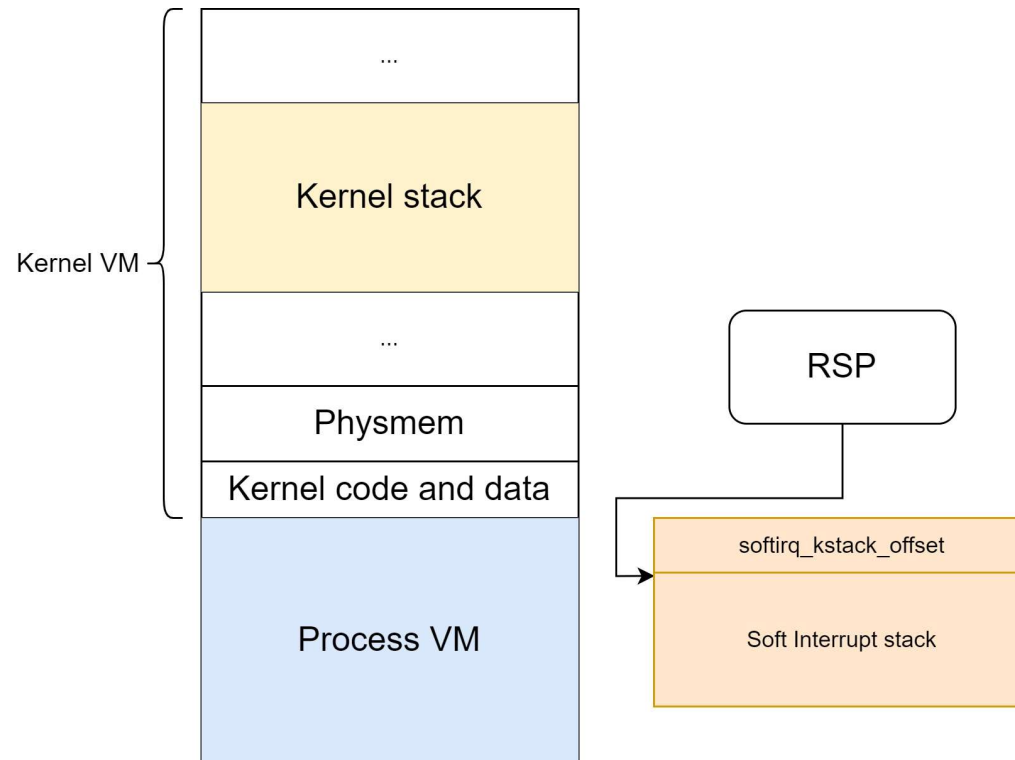 ...
Kernel stack
Kernel VM
...
RSP
Physmem
Kernel code and data
softirq_kstack_offset
Process VM
Soft Interrupt stack